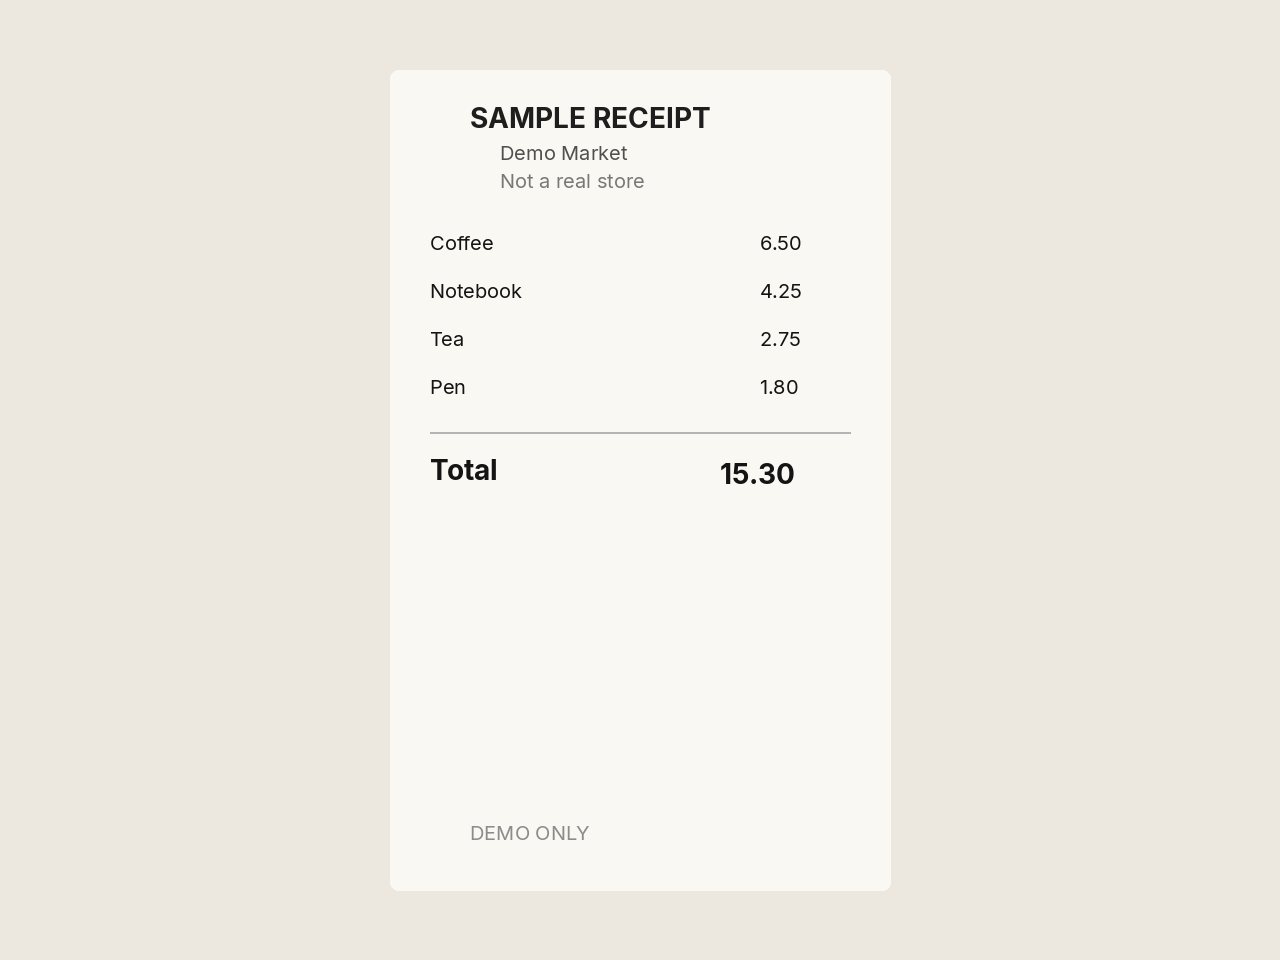 SAMPLE RECEIPT
Demo Market
Not a real store
Coffee 6.50
Notebook 4.25
Tea 2.75
Pen 1.80
Total 15.30
DEMO ONLY